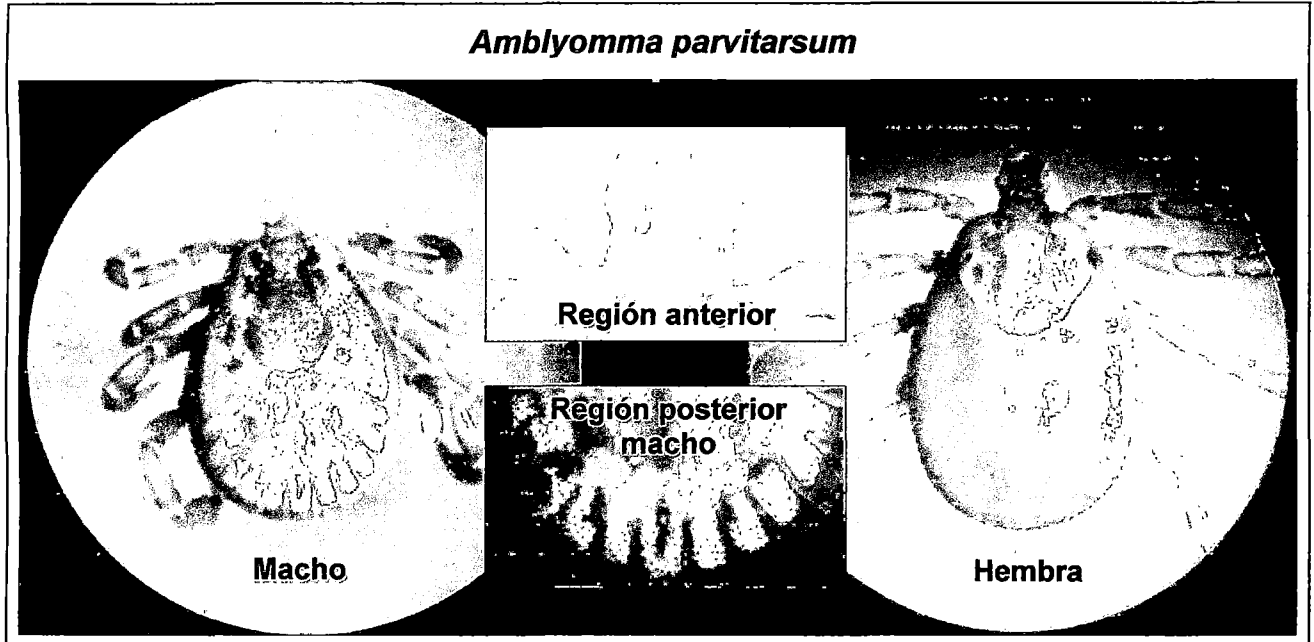 Amblyomma parvitarsum
Región anterior
Región posterior
macho
Macho
Hembra